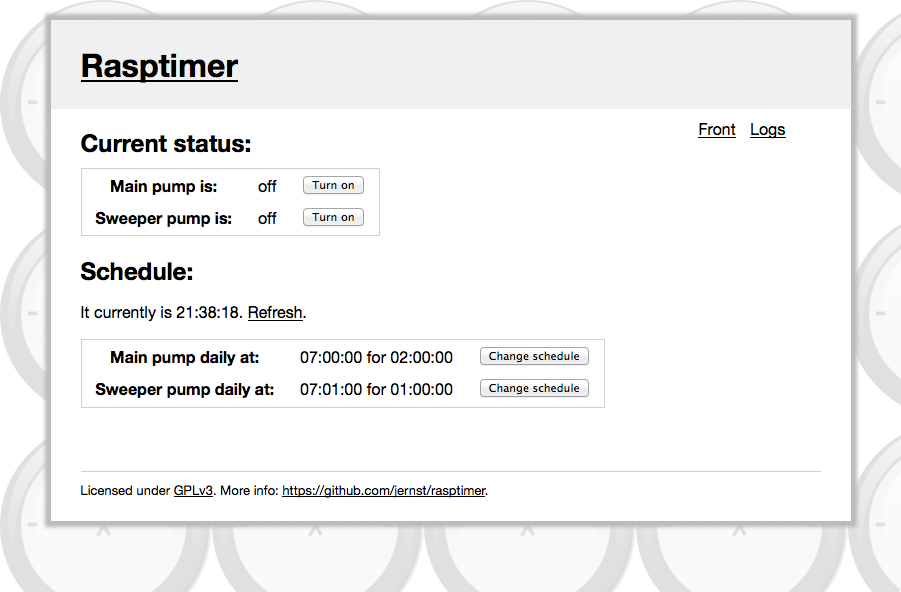 Rasptimer
Front Logs
Current status:
Main pump is: off Turn on
Sweeper pump is: off Turn on
Schedule:
It currently is 21:38:18. Refresh.
Main pump daily at: 07:00:00 for 02:00:00 Change schedule
Sweeper pump daily at: 07:01:00 for 01:00:00 Change schedule
Licensed under GPLv3. More info: https://github.com/jernst/rasptimer.